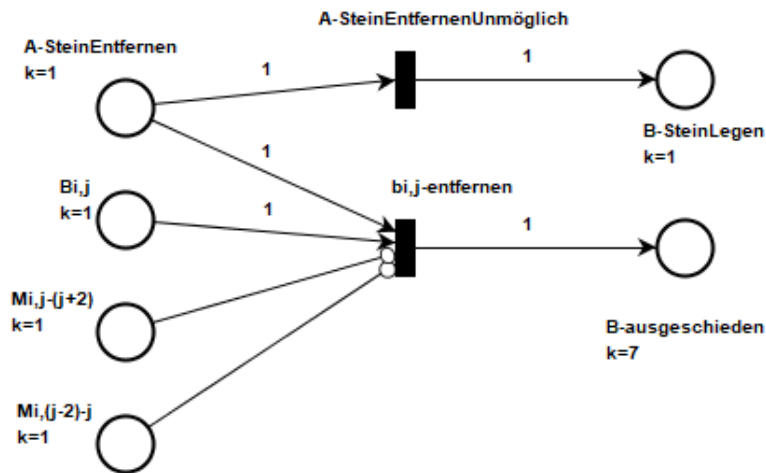 A-SteinEntfernenUnmöglich
A-SteinEntfernen
k=1
1
1
1
B-SteinLegen
k=1
Bi,j
k=1
1
bi,j-entfernen
1
Mi,j-(j+2)
k=1
B-ausgeschieden
k=7
Mi,(j-2)-j
k=1